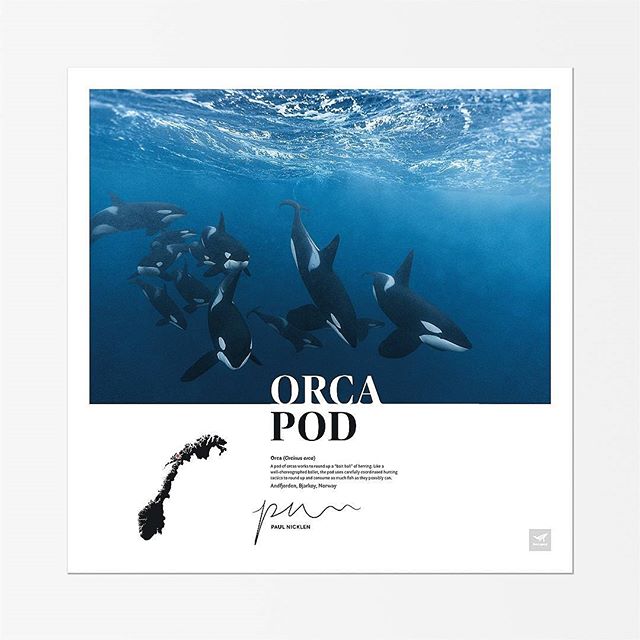 ORCA
POD
Orca (Orcinus orca)
A pod of orcas works to round up a "bait ball" of herring. Like a
well-choreographed ballet, the pod uses carefully coordinated hunting
tactics to round up and consume as much fish as they possibly can.
Andfjorden, Bjarkøy, Norway
PAUL NICKLEN